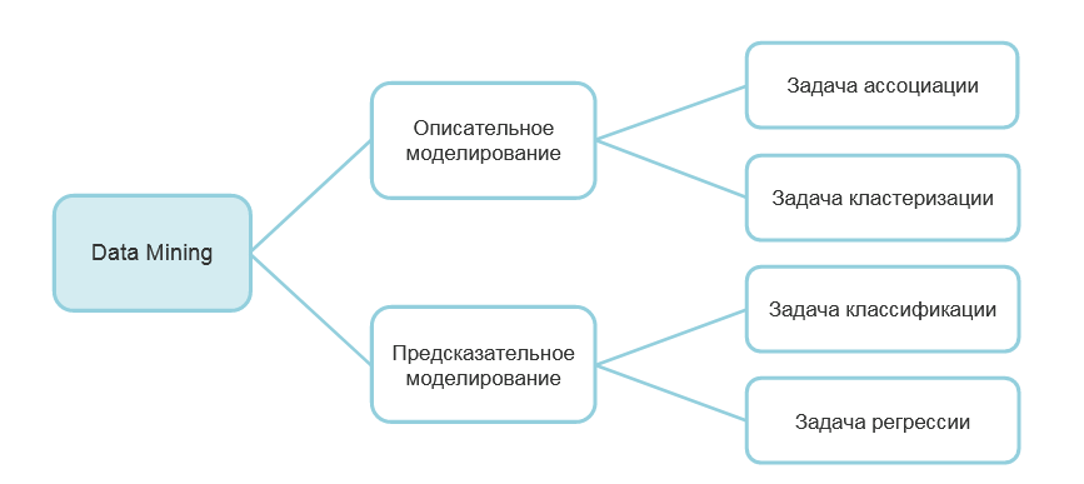 Data Mining
Описательное
моделирование
Предсказательное
моделирование
Задача ассоциации
Задача кластеризации
Задача классификации
Задача регрессии